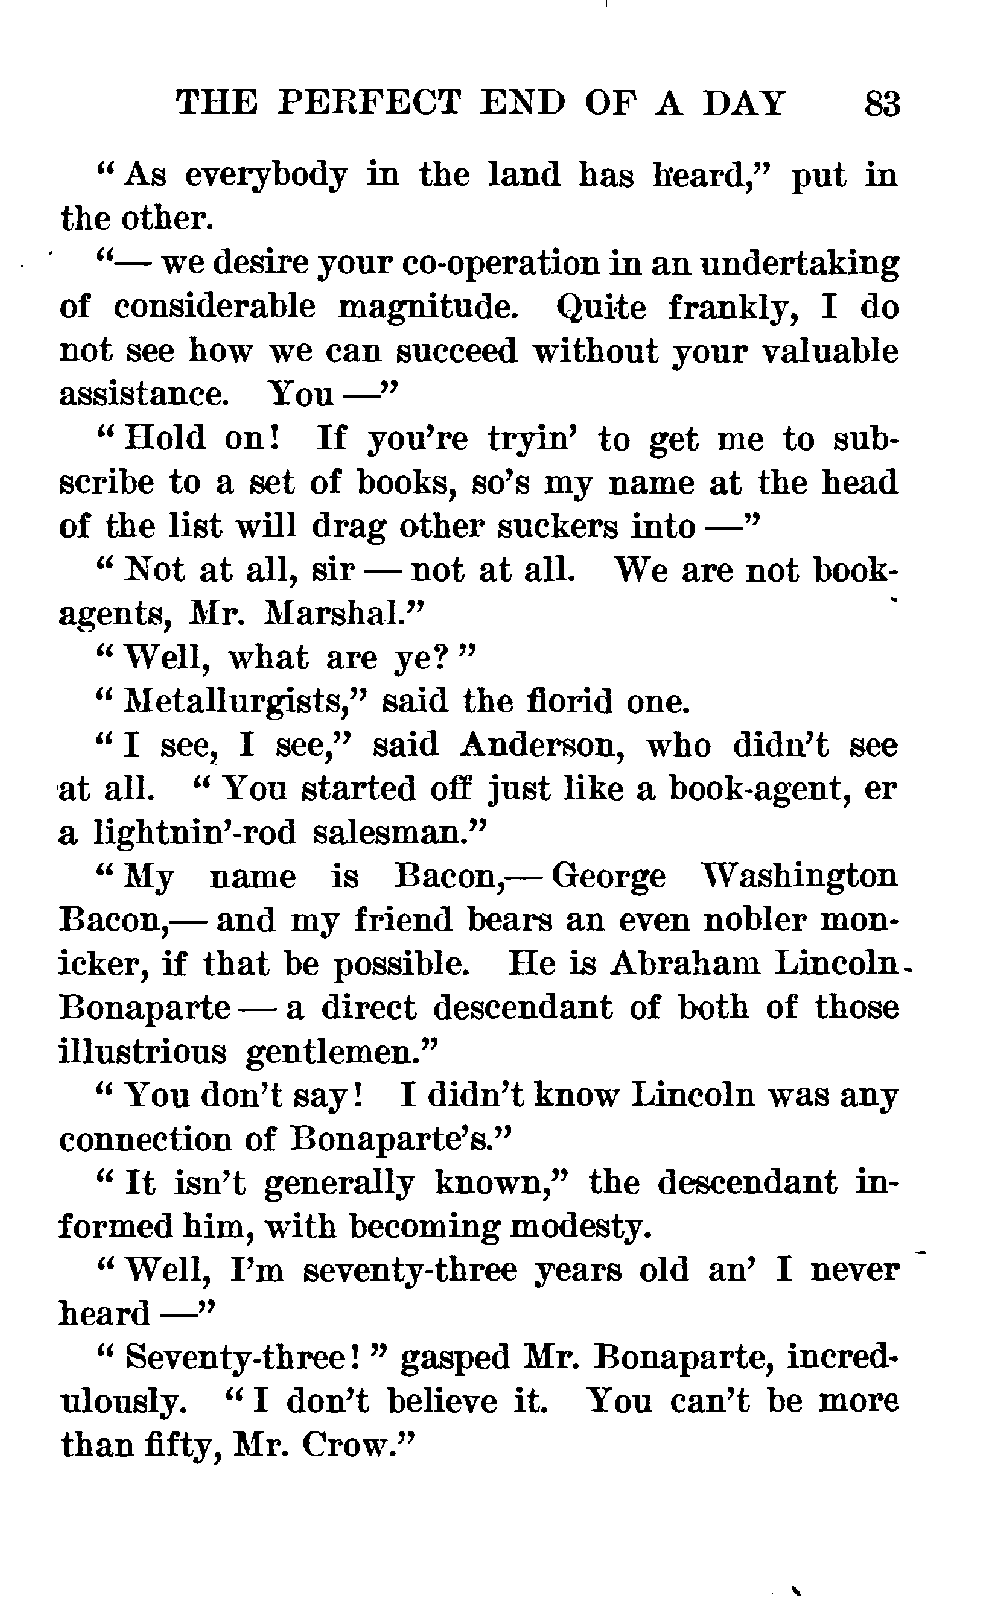 THE PERFECT END OF A DAY 83
“As everybody in the land has heard,” put in
the other.
“— we desire your co-operation in an undertaking
of considerable magnitude. Quite frankly, I do
not see how we can succeed without your valuable
assistance. You —”
“Hold on! If you’re tryin’ to get me to sub-
scribe to a set of books, so’s my name at the head
of the list will drag other suckers into —”
“Not at all, sir — not at all. We are not book-
agents, Mr. Marshal.”
“Well, what are ye?”
“Metallurgists,” said the florid one.
“I see, I see,” said Anderson, who didn’t see
at all. “You started off just like a book-agent, er
a lightnin’-rod salesman.”
“My name is Bacon,— George Washington
Bacon,— and my friend bears an even nobler mon-
icker, if that be possible. He is Abraham Lincoln
Bonaparte — a direct descendant of both of those
illustrious gentlemen.”
“You don’t say! I didn’t know Lincoln was any
connection of Bonaparte’s.”
“It isn’t generally known,” the descendant in-
formed him, with becoming modesty.
“Well, I’m seventy-three years old an’ I never
heard —”
“Seventy-three!” gasped Mr. Bonaparte, incred-
ulously. “I don’t believe it. You can’t be more
than fifty, Mr. Crow.”